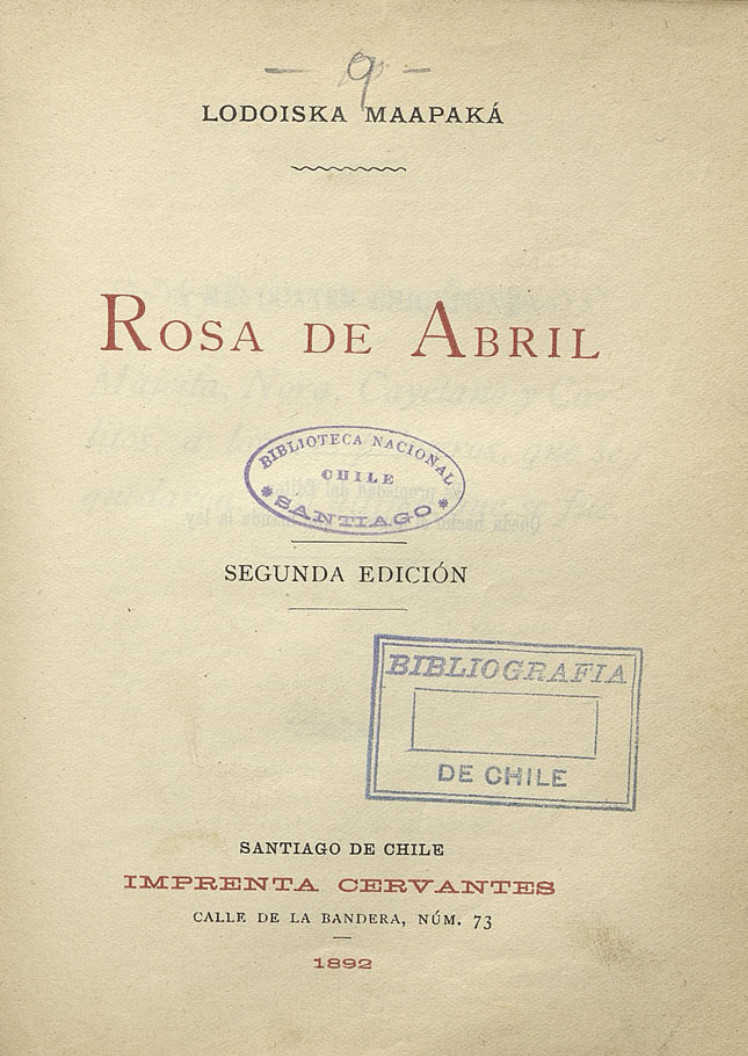 — 9 —
LODOISKA MAAPAKÁ
ROSA DE ABRIL
BIBLIOTECA NACIONAL
CHILE
* SANTIAGO *
SEGUNDA EDICIÓN
BIBLIOGRAFIA
DE CHILE
SANTIAGO DE CHILE
IMPRENTA CERVANTES
CALLE DE LA BANDERA, NÚM. 73
1892